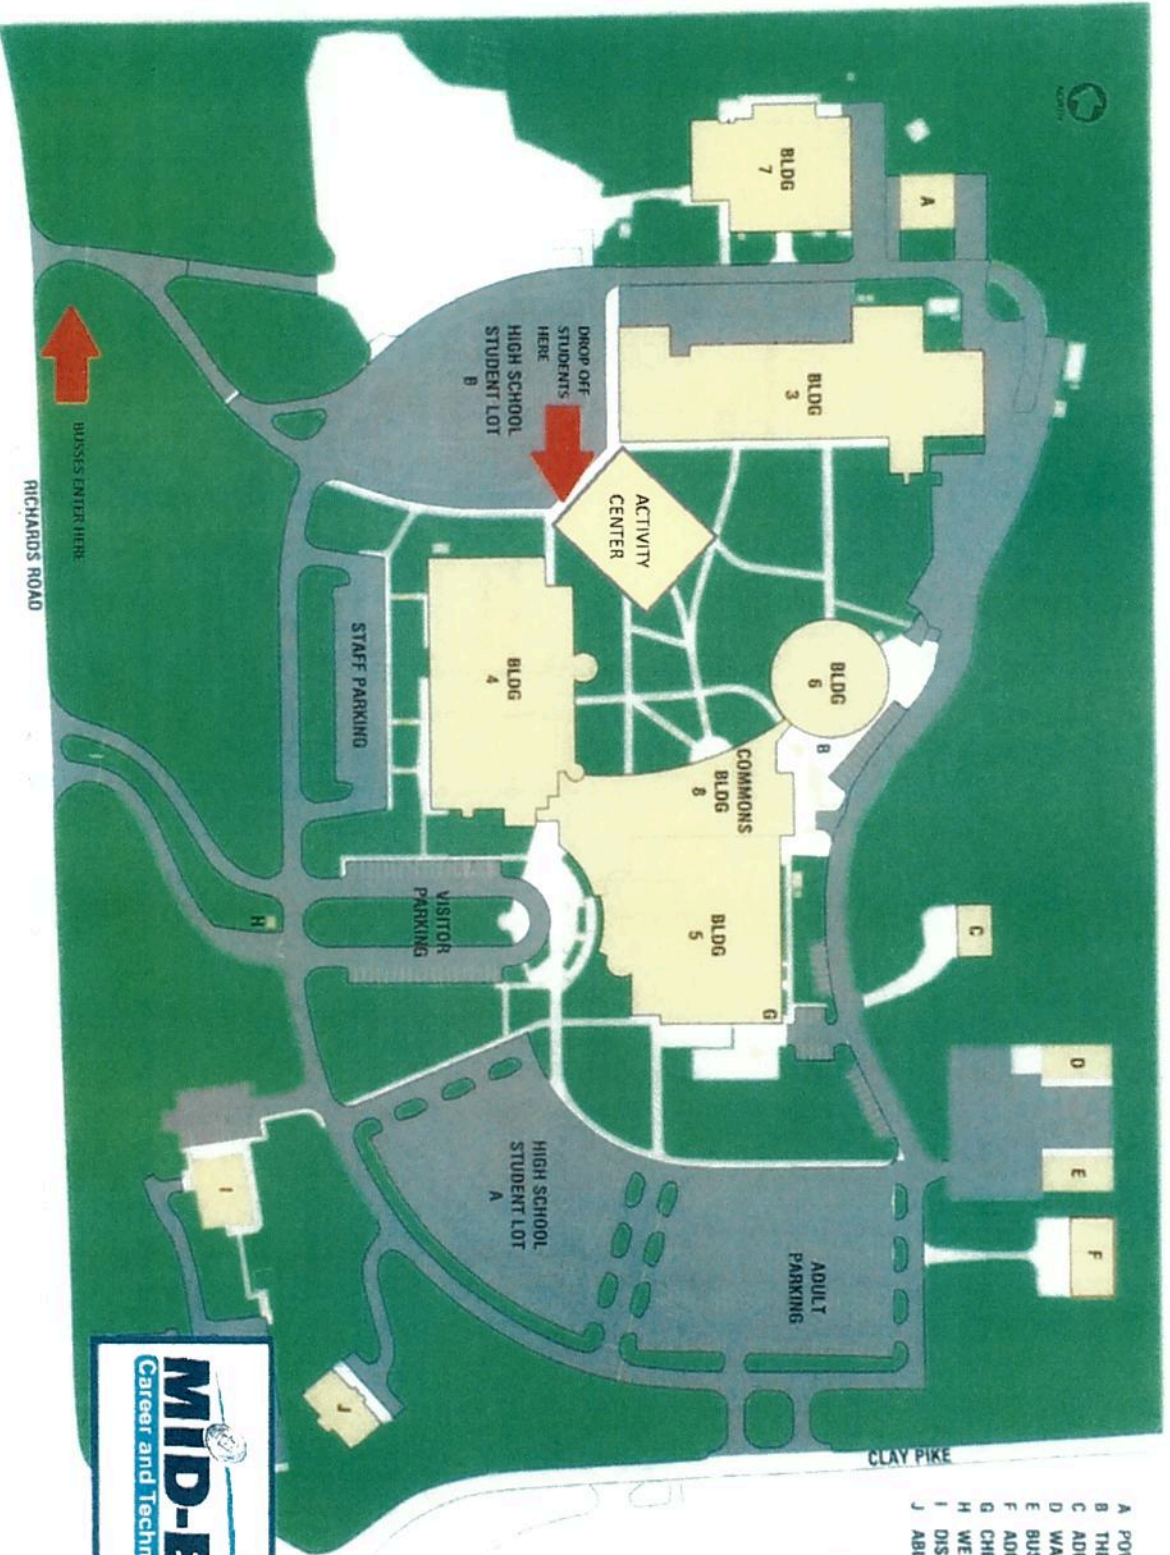 NORTH
BLDG
7
A
BLDG
3
DROP OFF
STUDENTS
HERE
HIGH SCHOOL
STUDENT LOT
B
ACTIVITY
CENTER
BUSSES ENTER HERE
RICHARDS ROAD
STAFF PARKING
BLDG
4
BLDG
6
B
COMMONS
BLDG
8
BLDG
5
G
C
VISITOR
PARKING
H
D
E
F
HIGH SCHOOL
STUDENT LOT
A
ADULT
PARKING
I
J
CLAY PIKE
A
B
C
D
E
F
G
H
I
J
MID-
Career and